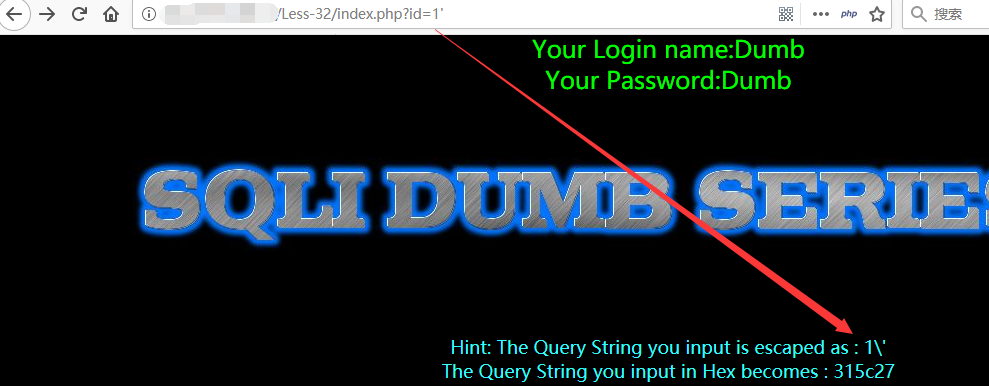 /Less-32/index.php?id=1'
php
搜索
Your Login name:Dumb
Your Password:Dumb
SQLI DUMB SERIES
Hint: The Query String you input is escaped as : 1\'
The Query String you input in Hex becomes : 315c27